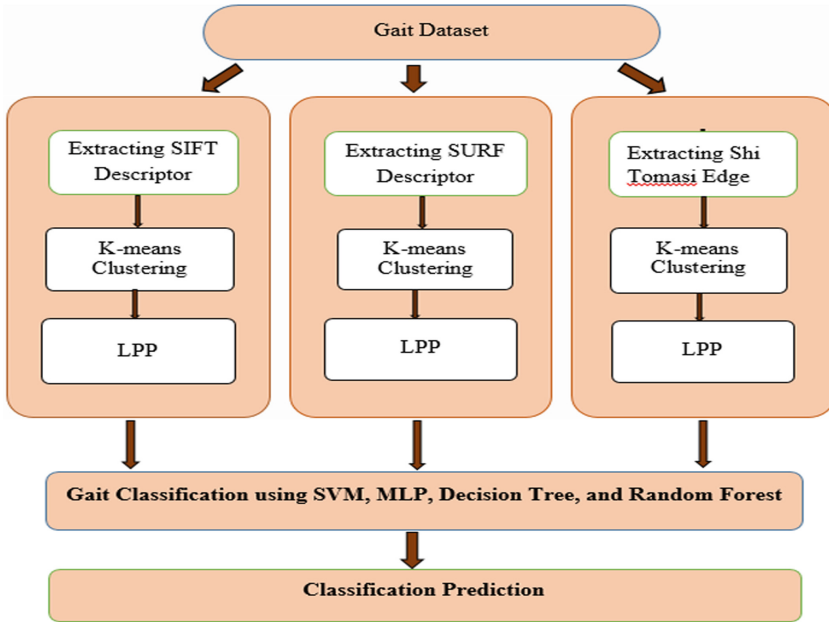 Gait Dataset
Extracting SIFT
Descriptor
K-means
Clustering
LPP
Extracting SURF
Descriptor
K-means
Clustering
LPP
Extracting Shi
Tomasi Edge
K-means
Clustering
LPP
Gait Classification using SVM, MLP, Decision Tree, and Random Forest
Classification Prediction